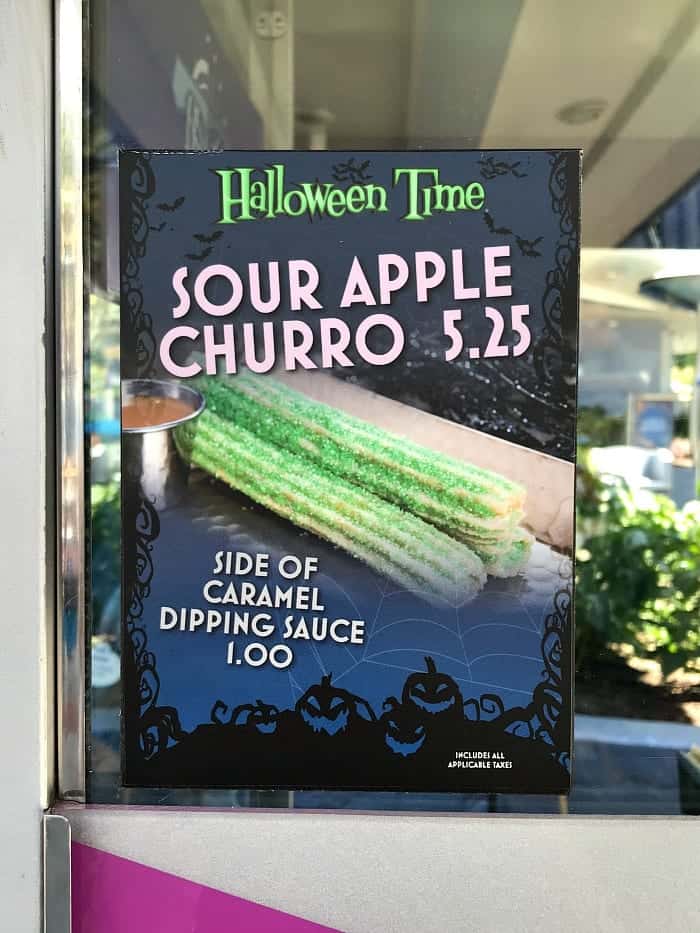 Halloween Time
SOUR APPLE
CHURRO 5.25
SIDE OF
CARAMEL
DIPPING SAUCE
1.00
INCLUDES ALL
APPLICABLE TAXES